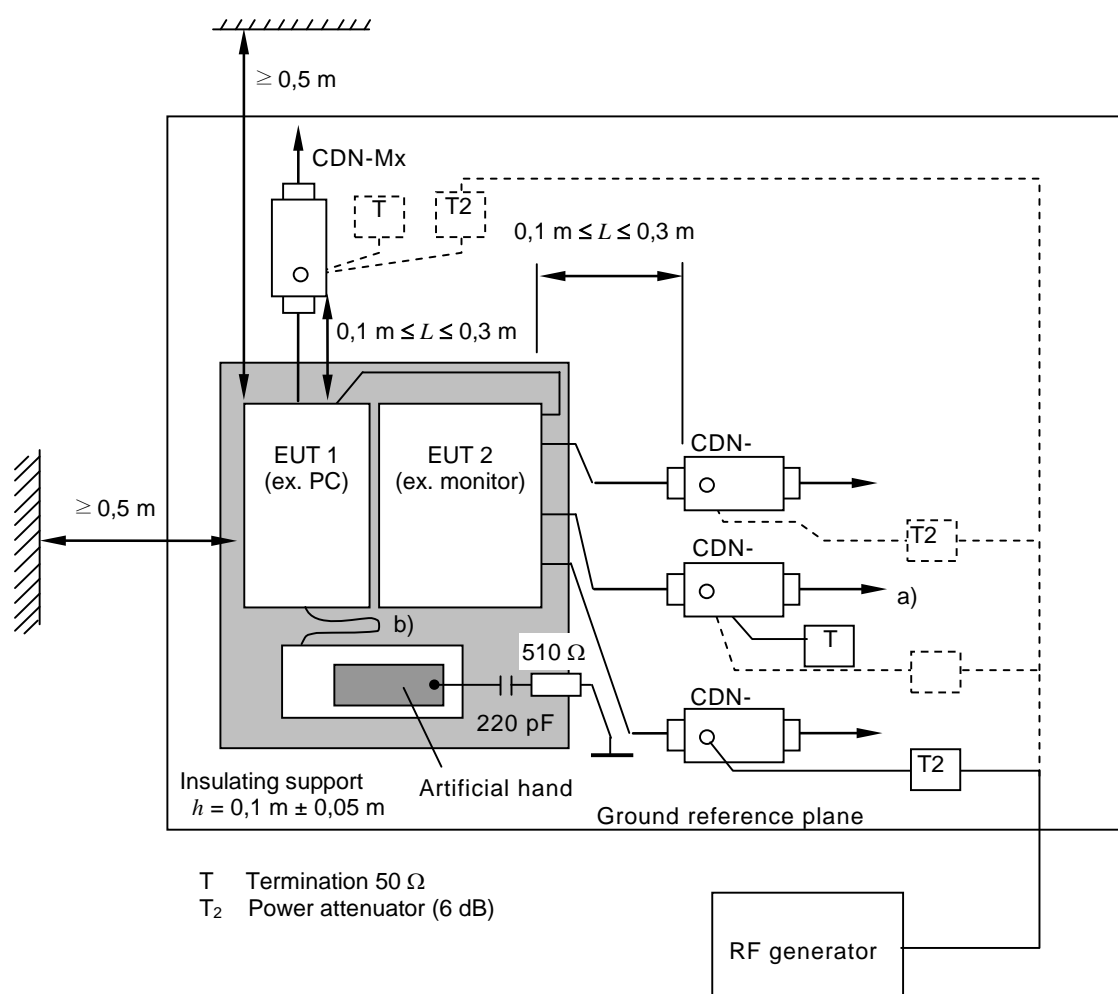 ≥ 0,5 m
CDN-Mx
T
T2
0,1 m ≤ L ≤ 0,3 m
0,1 m ≤ L ≤ 0,3 m
EUT 1
(ex. PC)
EUT 2
(ex. monitor)
CDN-
≥ 0,5 m
T2
CDN-
a)
b)
T
510 Ω
CDN-
220 pF
T2
Insulating support
h = 0,1 m ± 0,05 m
Artificial hand
Ground reference plane
T Termination 50 Ω
T₂ Power attenuator (6 dB)
RF generator